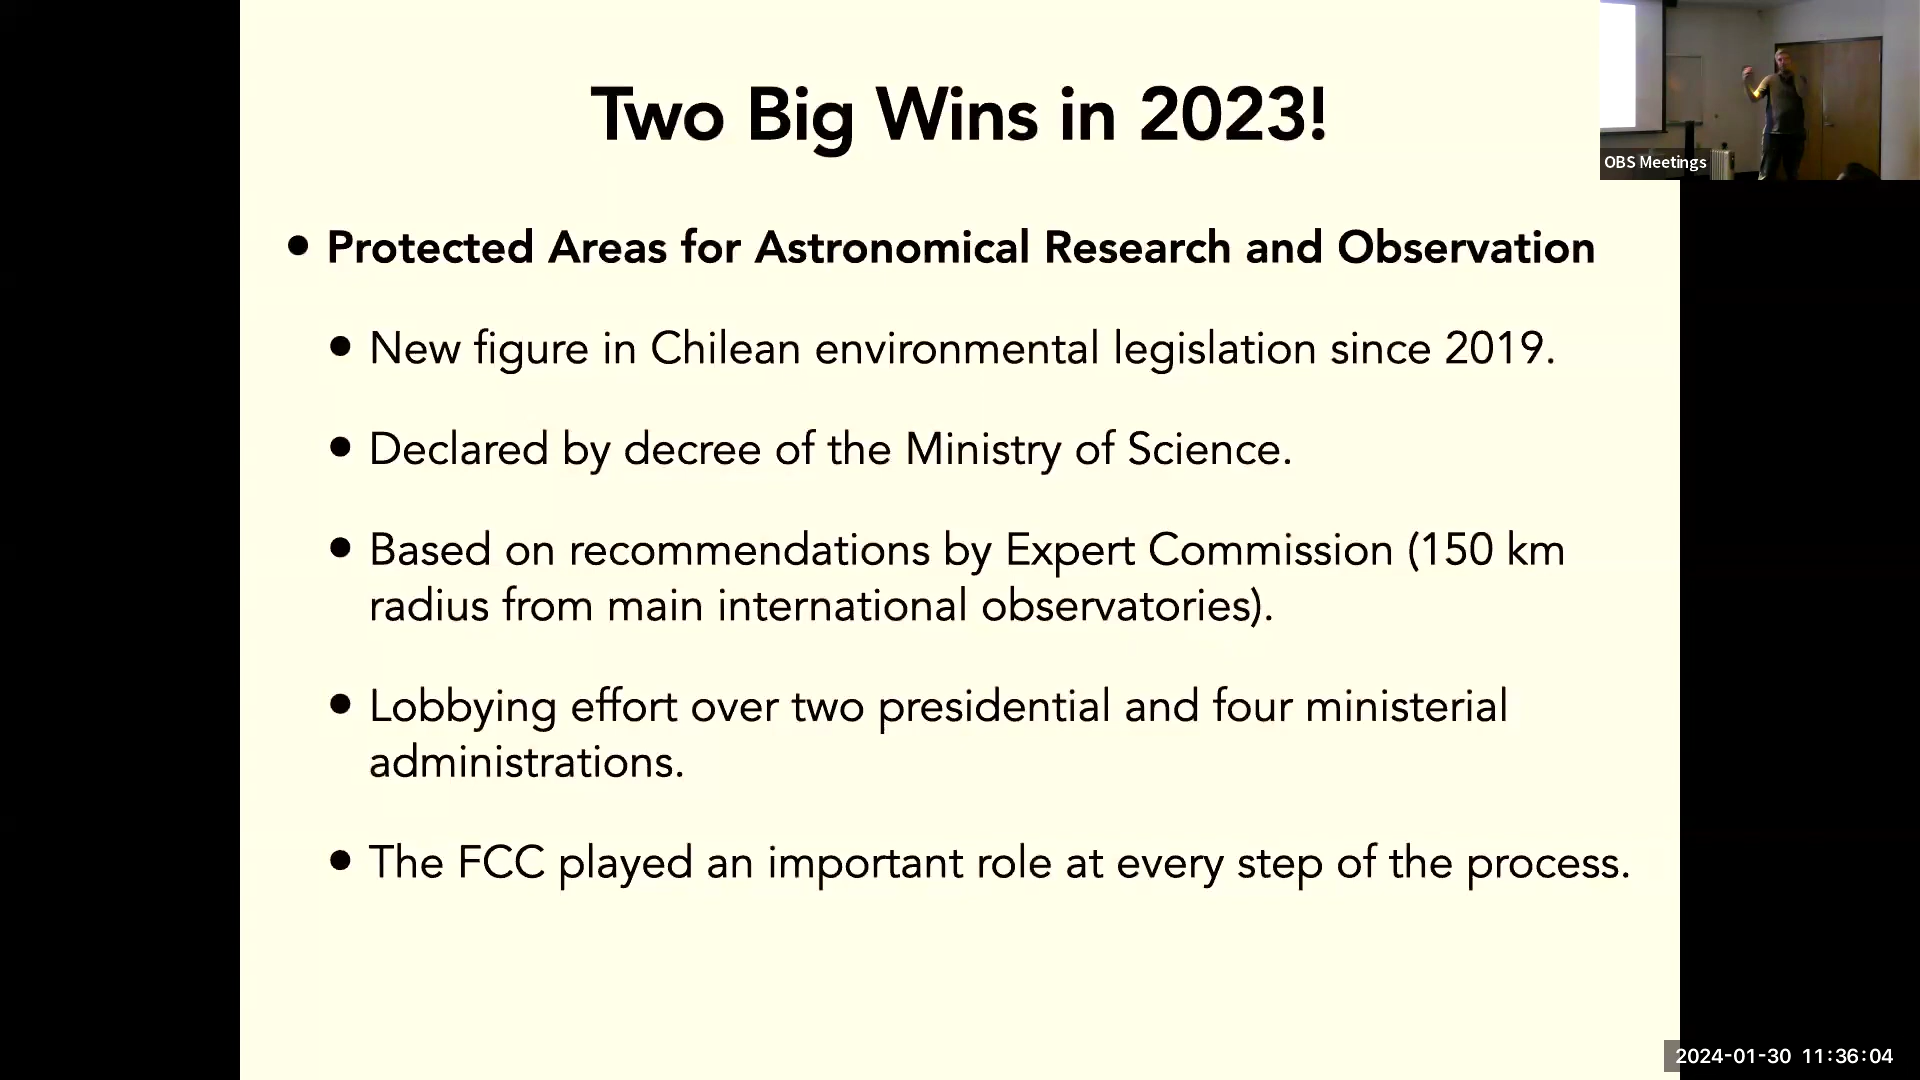 Two Big Wins in 2023!
OBS Meetings
• Protected Areas for Astronomical Research and Observation
• New figure in Chilean environmental legislation since 2019.
• Declared by decree of the Ministry of Science.
• Based on recommendations by Expert Commission (150 km
radius from main international observatories).
• Lobbying effort over two presidential and four ministerial
administrations.
• The FCC played an important role at every step of the process.
2024-01-30 11:36:04